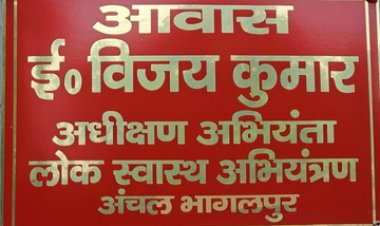 आवास
ई० विजय कुमार
अधीक्षण अभियंता
लोक स्वास्थ अभियंत्रण
अंचल भागलपुर